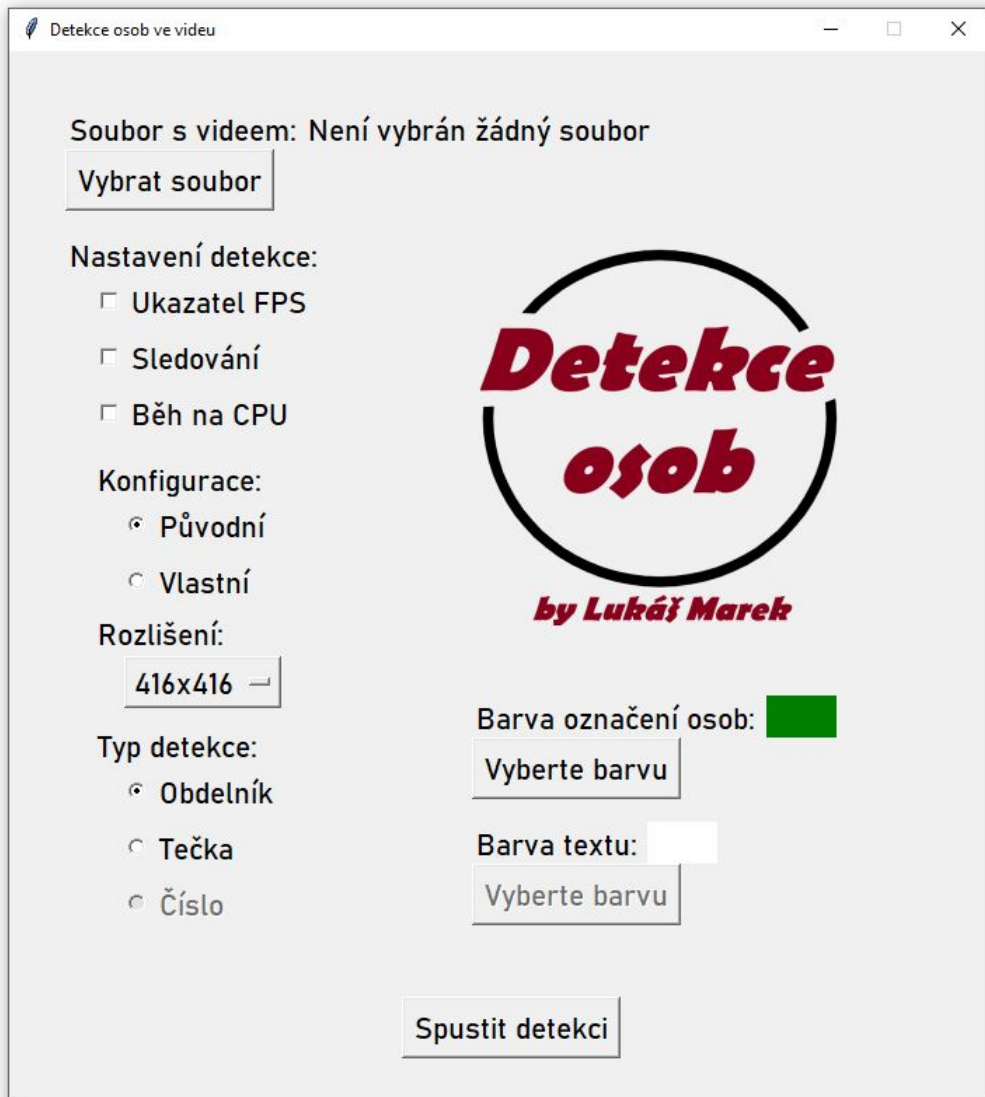 Detekce osob ve videu
Soubor s videem: Není vybrán žádný soubor
Vybrat soubor
Nastavení detekce:
Ukazatel FPS
Sledování
Běh na CPU
Konfigurace:
Původní
Vlastní
Rozlišení:
416x416
Typ detekce:
Obdelník
Tečka
Číslo
Detekce
osob
by Lukáš Marek
Barva označení osob:
Vyberte barvu
Barva textu:
Vyberte barvu
Spustit detekci